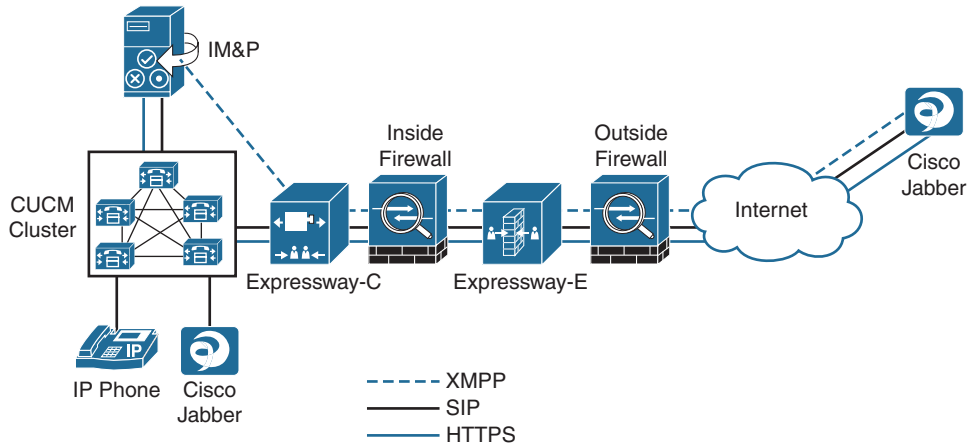 IM&P
Inside
Firewall
Outside
Firewall
Cisco
Jabber
CUCM
Cluster
Internet
Expressway-C
Expressway-E
IP
IP Phone
Cisco
Jabber
XMPP
SIP
HTTPS